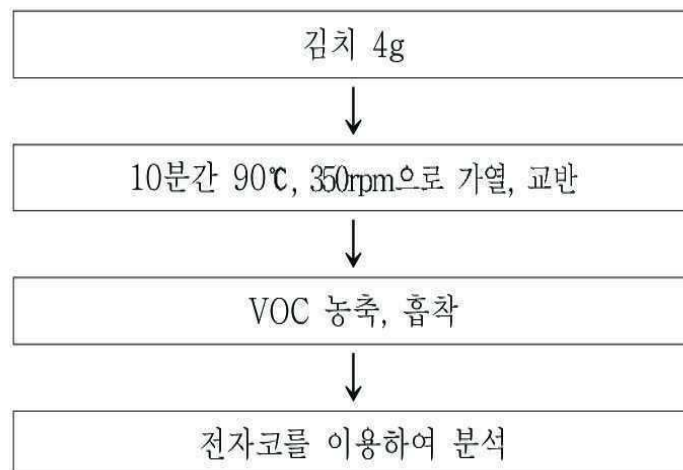 김치 4g
10분간 90℃, 350rpm으로 가열, 교반
VOC 농축, 흡착
전자코를 이용하여 분석